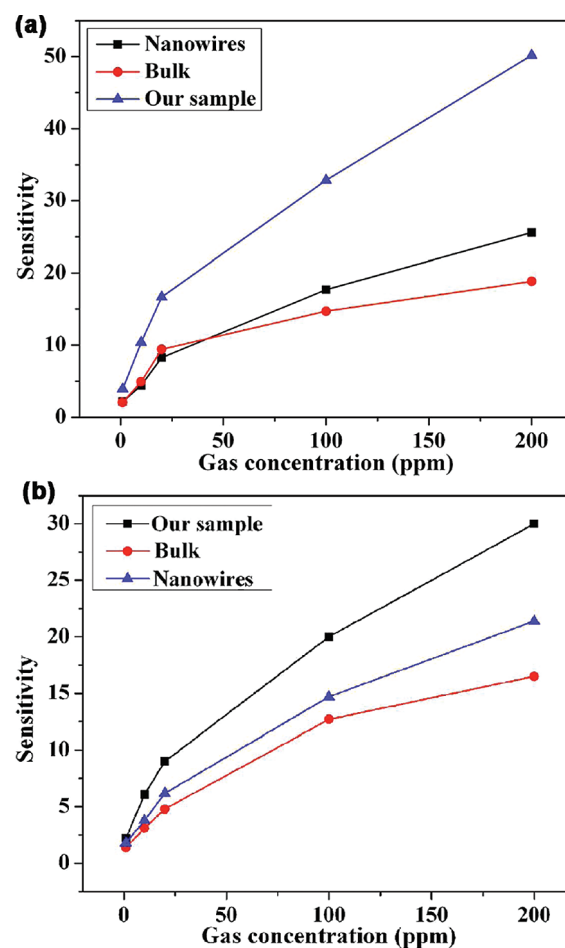 (a)
Nanowires
Bulk
Our sample
50
40
30
20
10
0
Sensitivity
0 50 100 150 200
Gas concentration (ppm)
(b)
Our sample
Bulk
Nanowires
30
25
20
15
10
5
0
Sensitivity
0 50 100 150 200
Gas concentration (ppm)